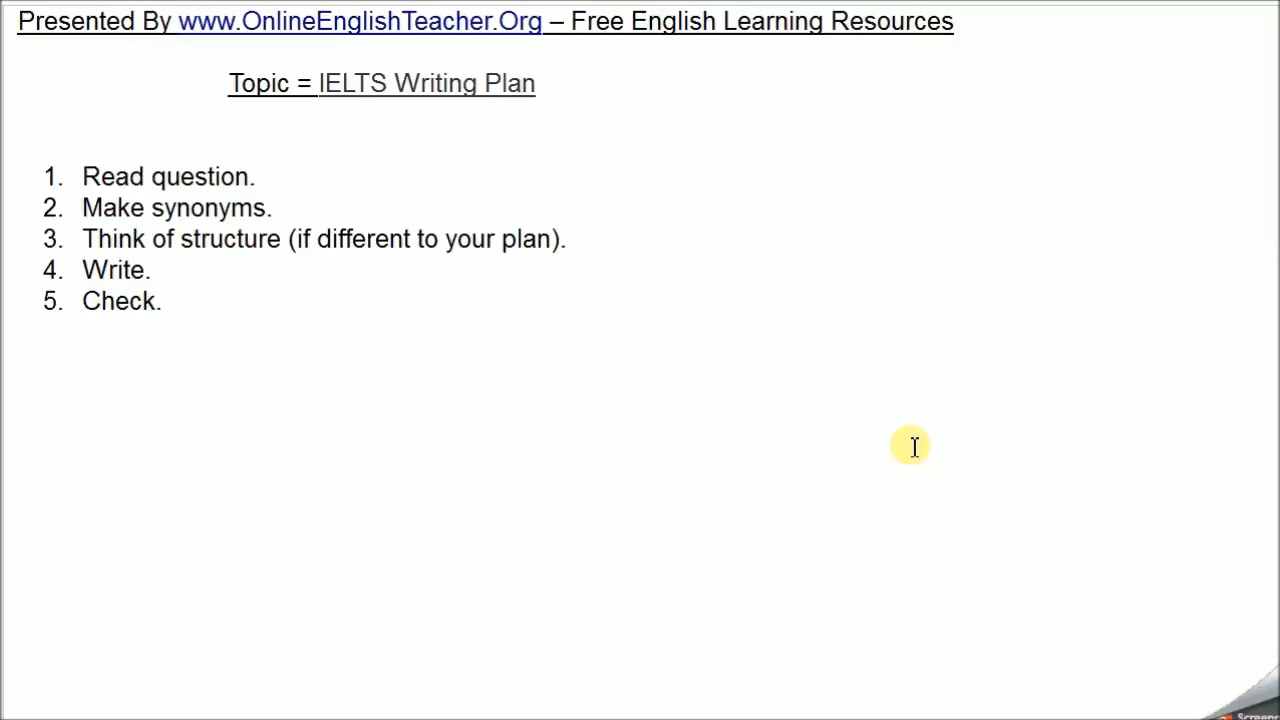 Presented By www.OnlineEnglishTeacher.Org – Free English Learning Resources
Topic = IELTS Writing Plan
1. Read question.
2. Make synonyms.
3. Think of structure (if different to your plan).
4. Write.
5. Check.